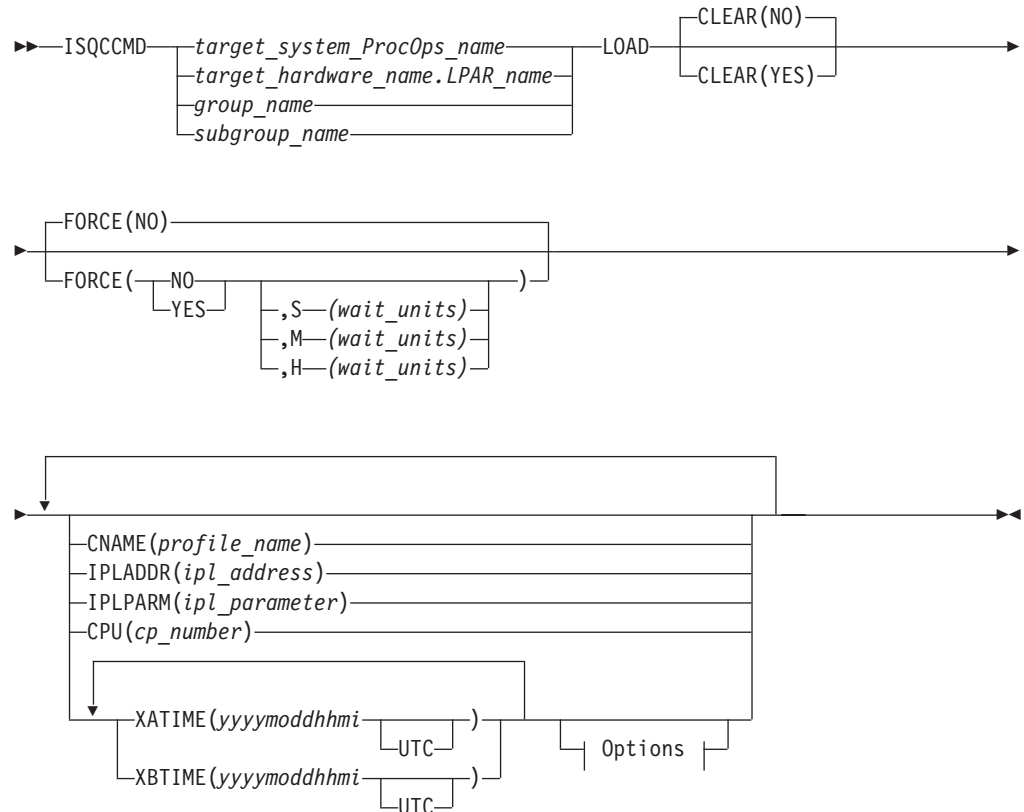 ISQCCMD target_system_ProcOps_name LOAD CLEAR(NO)
target_hardware_name.LPAR_name CLEAR(YES)
group_name
subgroup_name
FORCE(NO)
FORCE( NO )
YES ,S (wait_units)
,M (wait_units)
,H (wait_units)
CNAME(profile_name)
IPLADDR(ipl_address)
IPLPARM(ipl_parameter)
CPU(cp_number)
XATIME(yyyymoddhhmi )
UTC Options
XBTIME(yyyymoddhhmi )
UTC